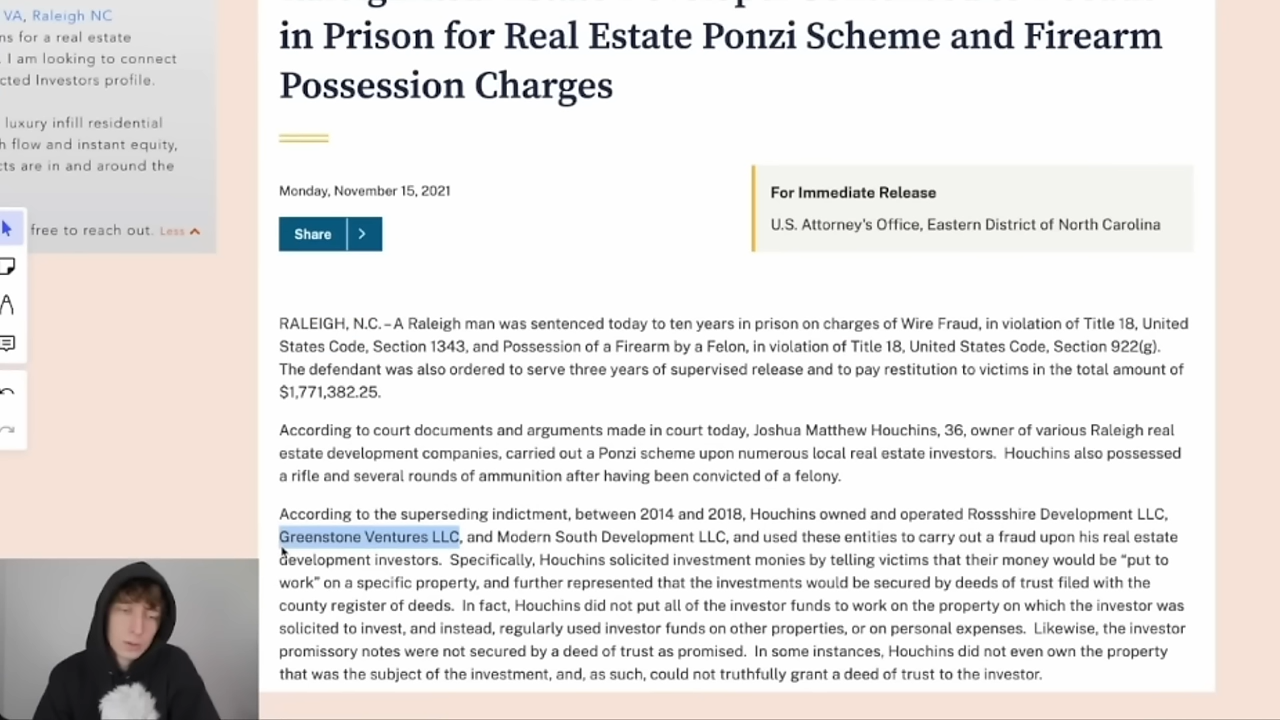 VA, Raleigh NC
ns for a real estate
. I am looking to connect
cted Investors profile.
luxury infill residential
h flow and instant equity,
cts are in and around the
free to reach out. Less
in Prison for Real Estate Ponzi Scheme and Firearm
Possession Charges
Monday, November 15, 2021
Share
For Immediate Release
U.S. Attorney's Office, Eastern District of North Carolina
RALEIGH, N.C. – A Raleigh man was sentenced today to ten years in prison on charges of Wire Fraud, in violation of Title 18, United
States Code, Section 1343, and Possession of a Firearm by a Felon, in violation of Title 18, United States Code, Section 922(g).
The defendant was also ordered to serve three years of supervised release and to pay restitution to victims in the total amount of
$1,771,382.25.
According to court documents and arguments made in court today, Joshua Matthew Houchins, 36, owner of various Raleigh real
estate development companies, carried out a Ponzi scheme upon numerous local real estate investors.  Houchins also possessed
a rifle and several rounds of ammunition after having been convicted of a felony.
According to the superseding indictment, between 2014 and 2018, Houchins owned and operated Rossshire Development LLC,
Greenstone Ventures LLC, and Modern South Development LLC, and used these entities to carry out a fraud upon his real estate
development investors.  Specifically, Houchins solicited investment monies by telling victims that their money would be “put to
work” on a specific property, and further represented that the investments would be secured by deeds of trust filed with the
county register of deeds.  In fact, Houchins did not put all of the investor funds to work on the property on which the investor was
solicited to invest, and instead, regularly used investor funds on other properties, or on personal expenses.  Likewise, the investor
promissory notes were not secured by a deed of trust as promised.  In some instances, Houchins did not even own the property
that was the subject of the investment, and, as such, could not truthfully grant a deed of trust to the investor.